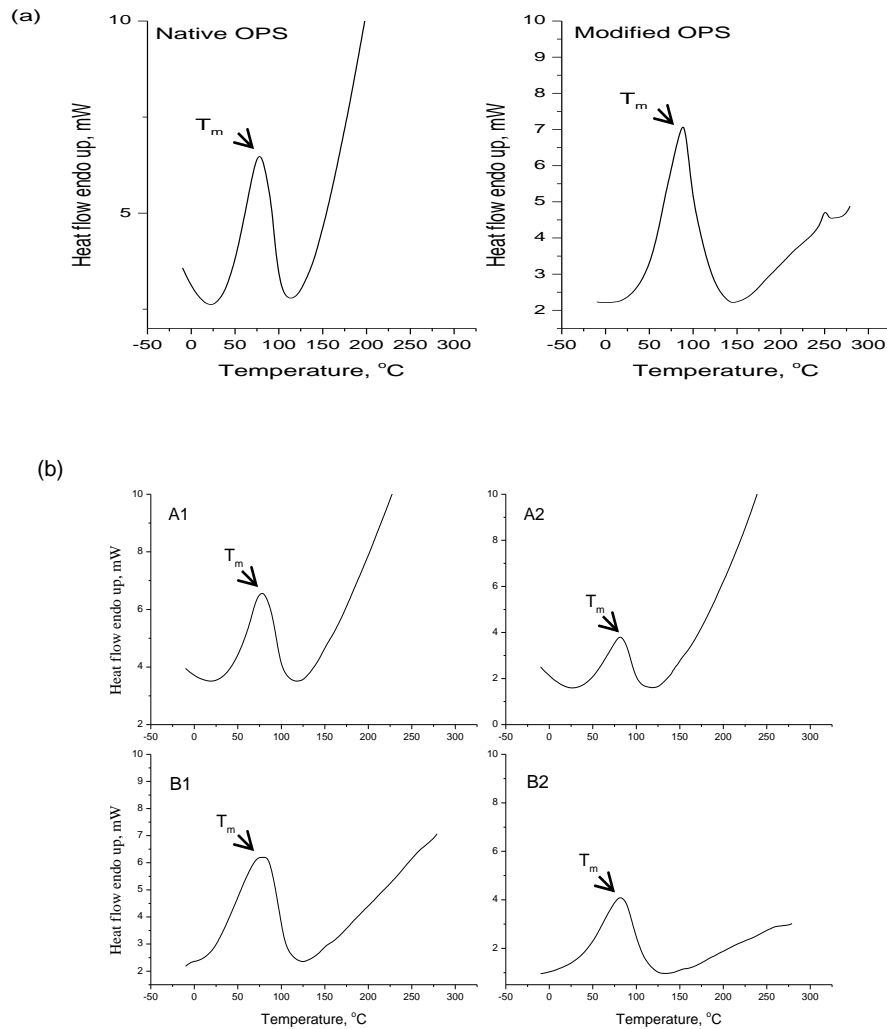 (a)
Native OPS
Modified OPS
10
5
Tm
Heat flow endo up, mW
-50 0 50 100 150 200 250 300
Temperature, °C
10
9
8
7
6
5
4
3
2
Tm
Heat flow endo up, mW
-50 0 50 100 150 200 250 300
Temperature, °C
(b)
A1
10
8
6
4
2
Tm
Heat flow endo up, mW
-50 0 50 100 150 200 250 300
A2
10
8
6
4
2
0
Tm
-50 0 50 100 150 200 250 300
B1
10
9
8
7
6
5
4
3
2
Tm
Heat flow endo up, mW
-50 0 50 100 150 200 250 300
Temperature, °C
B2
10
8
6
4
2
Tm
-50 0 50 100 150 200 250 300
Temperature, °C